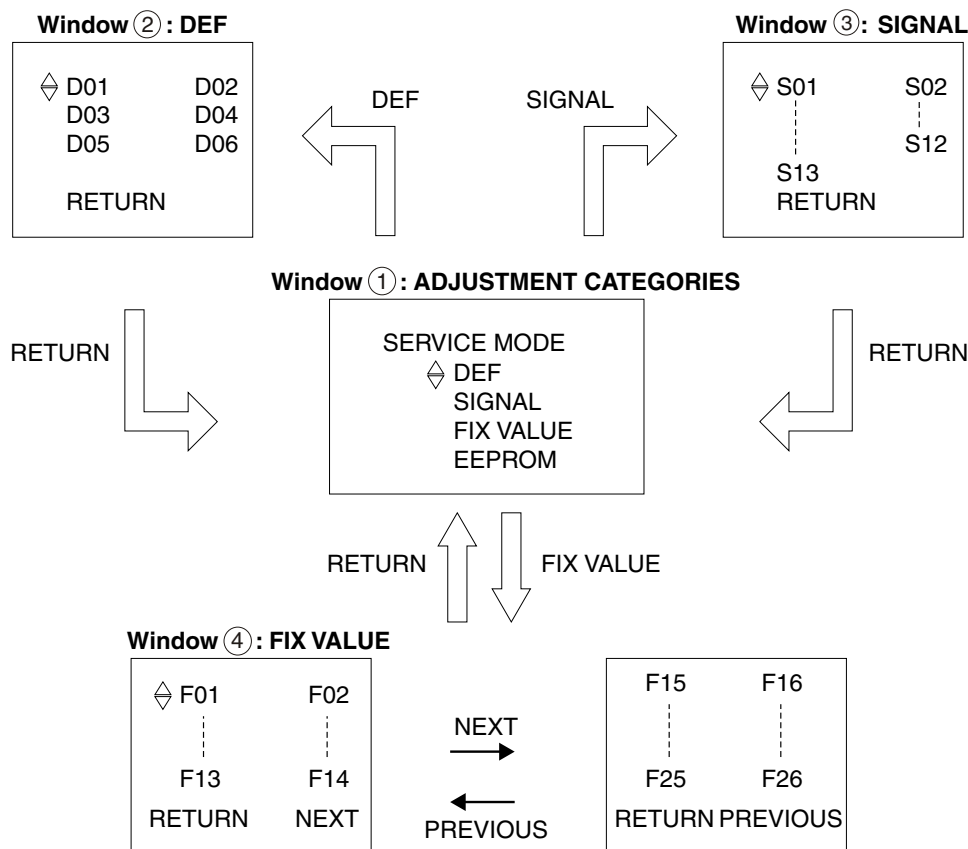 Window ② : DEF
D01 D02
D03 D04
D05 D06
RETURN
DEF
SIGNAL
Window ③: SIGNAL
S01 S02
S12
S13
RETURN
Window ① : ADJUSTMENT CATEGORIES
SERVICE MODE
DEF
SIGNAL
FIX VALUE
EEPROM
RETURN
RETURN
RETURN
FIX VALUE
Window ④ : FIX VALUE
F01 F02
F13 F14
RETURN NEXT
NEXT
PREVIOUS
F15 F16
F25 F26
RETURN PREVIOUS